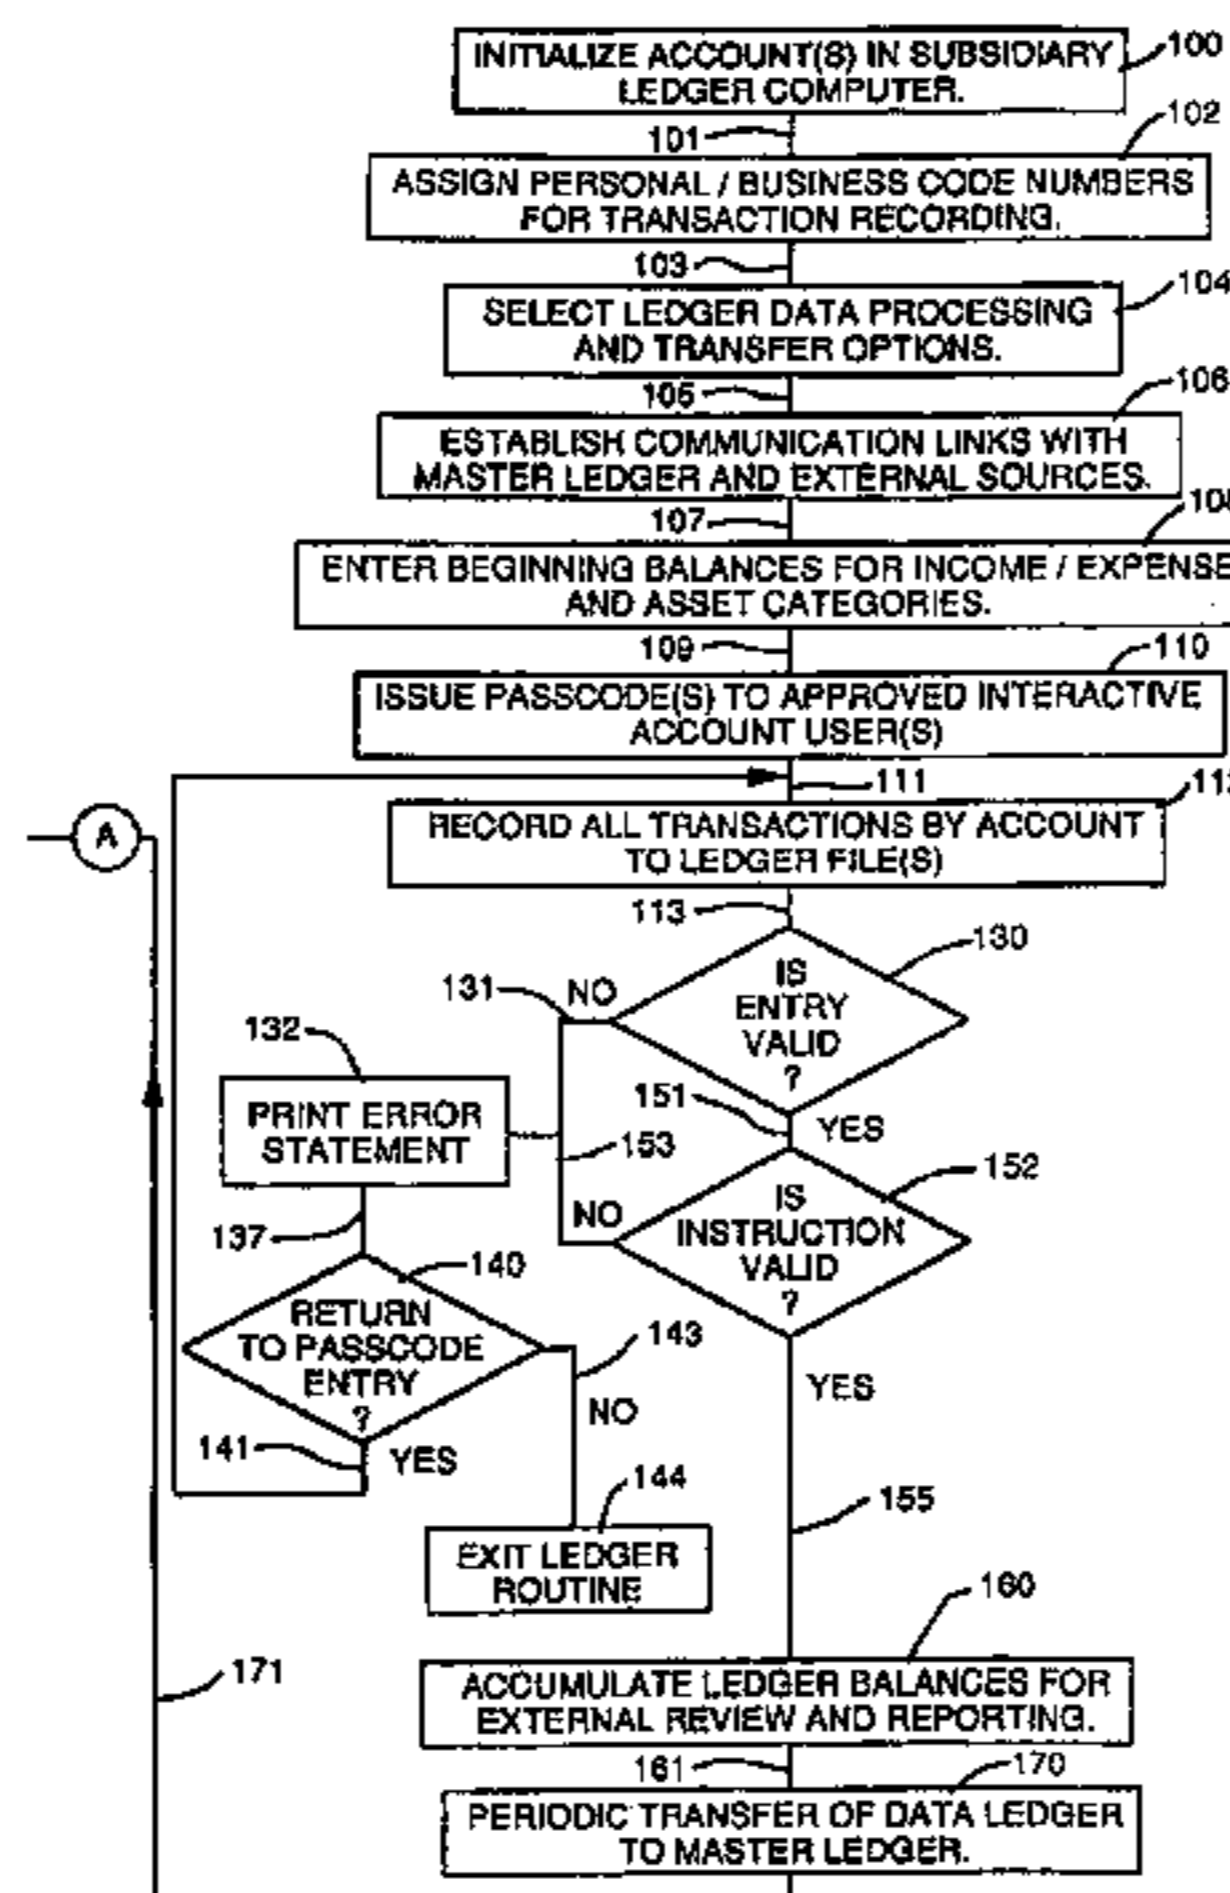 INITIALIZE ACCOUNT(S) IN SUBSIDIARY
LEDGER COMPUTER.
100
101
102
ASSIGN PERSONAL / BUSINESS CODE NUMBERS
FOR TRANSACTION RECORDING.
103
104
SELECT LEDGER DATA PROCESSING
AND TRANSFER OPTIONS.
105
106
ESTABLISH COMMUNICATION LINKS WITH
MASTER LEDGER AND EXTERNAL SOURCES.
107
108
ENTER BEGINNING BALANCES FOR INCOME / EXPENSE
AND ASSET CATEGORIES.
109
110
ISSUE PASSCODE(S) TO APPROVED INTERACTIVE
ACCOUNT USER(S)
111
A
RECORD ALL TRANSACTIONS BY ACCOUNT
TO LEDGER FILE(S)
113
130
131
NO
IS
ENTRY
VALID
?
132
PRINT ERROR
STATEMENT
151
YES
153
152
NO
IS
INSTRUCTION
VALID
?
137
140
RETURN
TO PASSCODE
ENTRY
?
143
NO
YES
141
YES
144
EXIT LEDGER
ROUTINE
155
160
171
ACCUMULATE LEDGER BALANCES FOR
EXTERNAL REVIEW AND REPORTING.
161
170
PERIODIC TRANSFER OF DATA LEDGER
TO MASTER LEDGER.